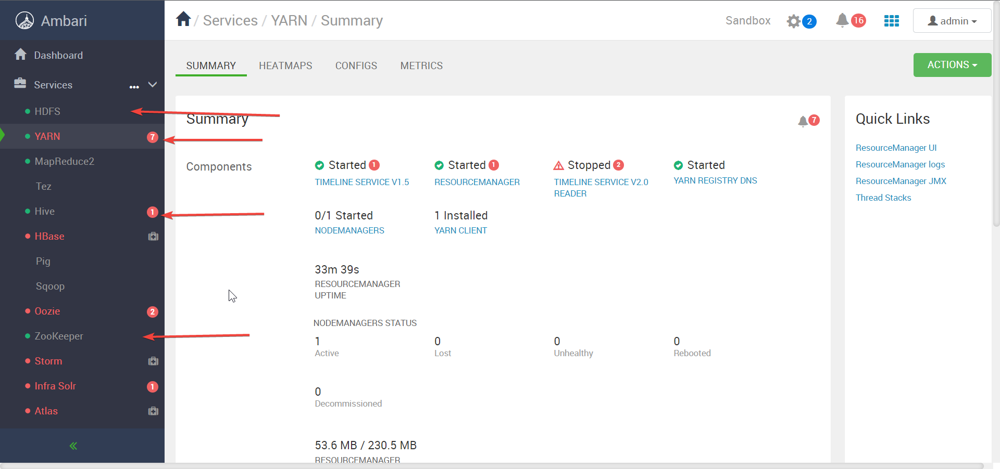 Ambari
/ Services / YARN / Summary
Sandbox
2
16
admin
Dashboard
Services
HDFS
YARN
7
MapReduce2
Tez
Hive
1
HBase
Pig
Sqoop
Oozie
2
ZooKeeper
Storm
Infra Solr
1
Atlas
SUMMARY
HEATMAPS
CONFIGS
METRICS
ACTIONS
Summary
7
Components
Started 1
TIMELINE SERVICE V1.5
Started 1
RESOURCEMANAGER
Stopped 2
TIMELINE SERVICE V2.0
READER
Started
YARN REGISTRY DNS
0/1 Started
NODEMANAGERS
1 Installed
YARN CLIENT
33m 39s
RESOURCEMANAGER
UPTIME
NODEMANAGERS STATUS
1
Active
0
Lost
0
Unhealthy
0
Rebooted
0
Decommissioned
53.6 MB / 230.5 MB
RESOURCEMANAGER
Quick Links
ResourceManager UI
ResourceManager logs
ResourceManager JMX
Thread Stacks